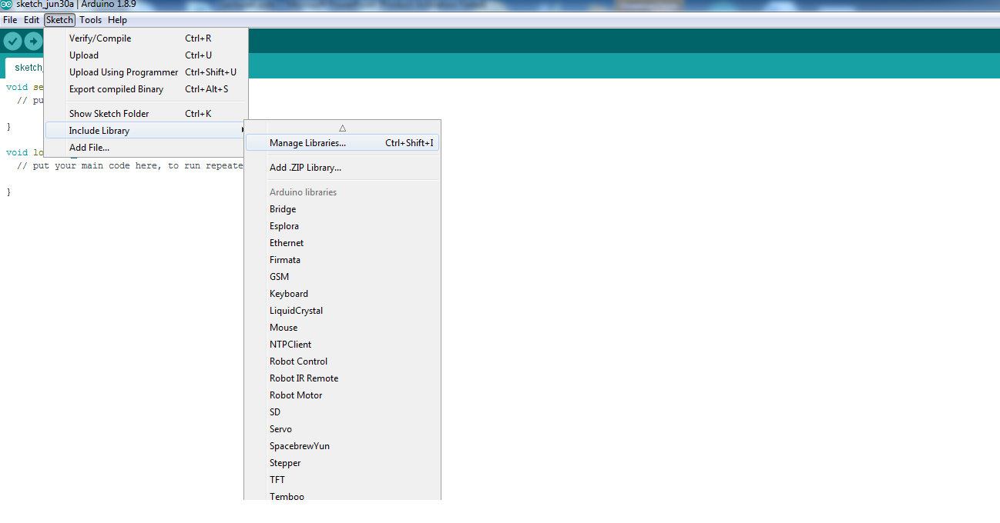 sketch_jun30a | Arduino 1.8.9
File Edit Sketch Tools Help
Verify/Compile Ctrl+R
Upload Ctrl+U
Upload Using Programmer Ctrl+Shift+U
Export compiled Binary Ctrl+Alt+S
Show Sketch Folder Ctrl+K
Include Library
Add File...
sketch_
void se
// pu
}
void lo
// put your main code here, to run repeate
}
Manage Libraries... Ctrl+Shift+I
Add .ZIP Library...
Arduino libraries
Bridge
Esplora
Ethernet
Firmata
GSM
Keyboard
LiquidCrystal
Mouse
NTPClient
Robot Control
Robot IR Remote
Robot Motor
SD
Servo
SpacebrewYun
Stepper
TFT
Temboo